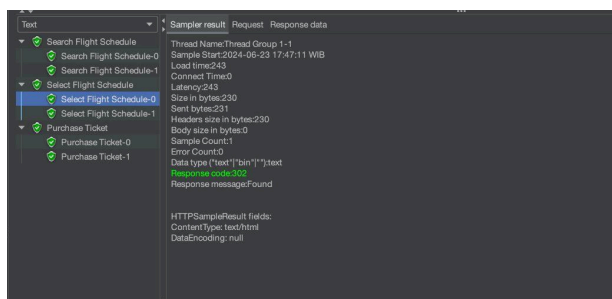 Text
Search Flight Schedule
Search Flight Schedule-0
Search Flight Schedule-1
Select Flight Schedule
Select Flight Schedule-0
Select Flight Schedule-1
Purchase Ticket
Purchase Ticket-0
Purchase Ticket-1
Sampler result Request Response data
Thread Name:Thread Group 1-1
Sample Start:2024-06-23 17:47:11 WIB
Load time:243
Connect Time:0
Latency:243
Size in bytes:230
Sent bytes:231
Headers size in bytes:230
Body size in bytes:0
Sample Count:1
Error Count:0
Data type ("text"|"bin"|""):text
Response code:302
Response message:Found
HTTPSampleResult fields:
ContentType: text/html
DataEncoding: null